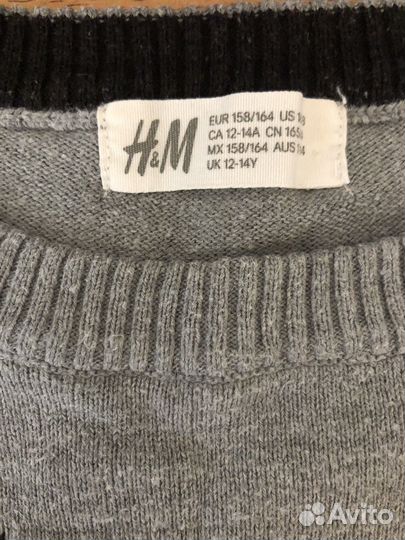 H&M
EUR 158/164 US
CA 12-14A CN
MX 158/164 AUS
UK 12-14Y
Avito